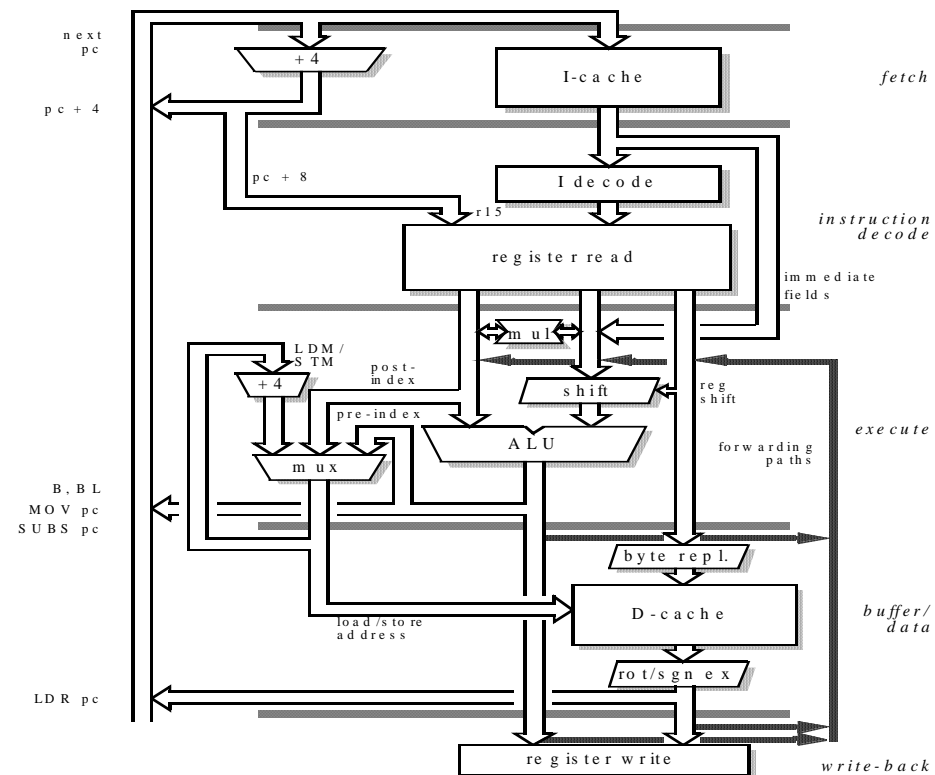 next
pc
+4
I-cache
fetch
pc + 4
pc + 8
I decode
r15
instruction
decode
register read
immediate
fields
mul
LDM/
STM
post-
index
+4
shift
reg
shift
pre-index
ALU
execute
forwarding
paths
mux
B, BL
MOV pc
SUBS pc
byte repl.
D-cache
buffer/
data
load/store
address
rot/sgn ex
LDR pc
register write
write-back